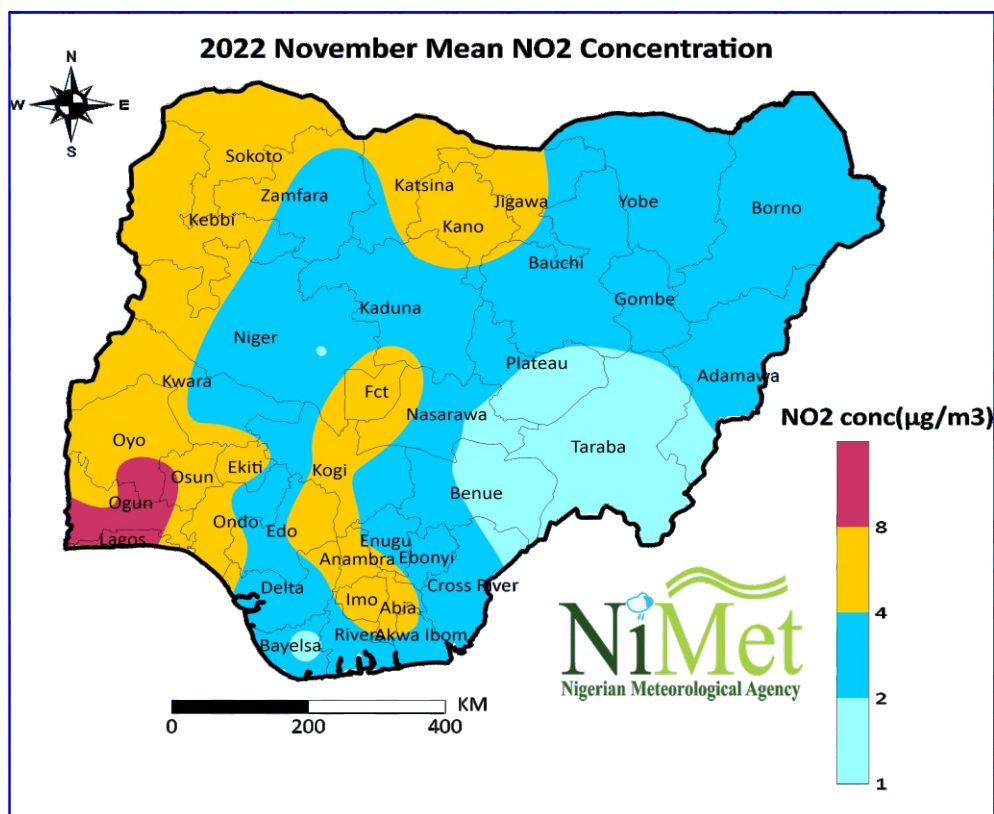 2022 November Mean NO2 Concentration
N
W E
S
Sokoto
Katsina
Zamfara
Jigawa
Yobe
Borno
Kebbi
Kano
Bauchi
Gombe
Kaduna
Niger
Plateau
Adamawa
Kwara
Fct
Nasarawa
NO2 conc(µg/m3)
Oyo
Taraba
Ekiti
Kogi
Osun
Benue
Ogun
8
Ondo
Edo
Lagos
Enugu
Anambra
Ebonyi
Delta
Cross River
Imo
Abia
4
Rivers
Akwa Ibom
Bayelsa
NiMet
Nigerian Meteorological Agency
2
KM
0 200 400
1